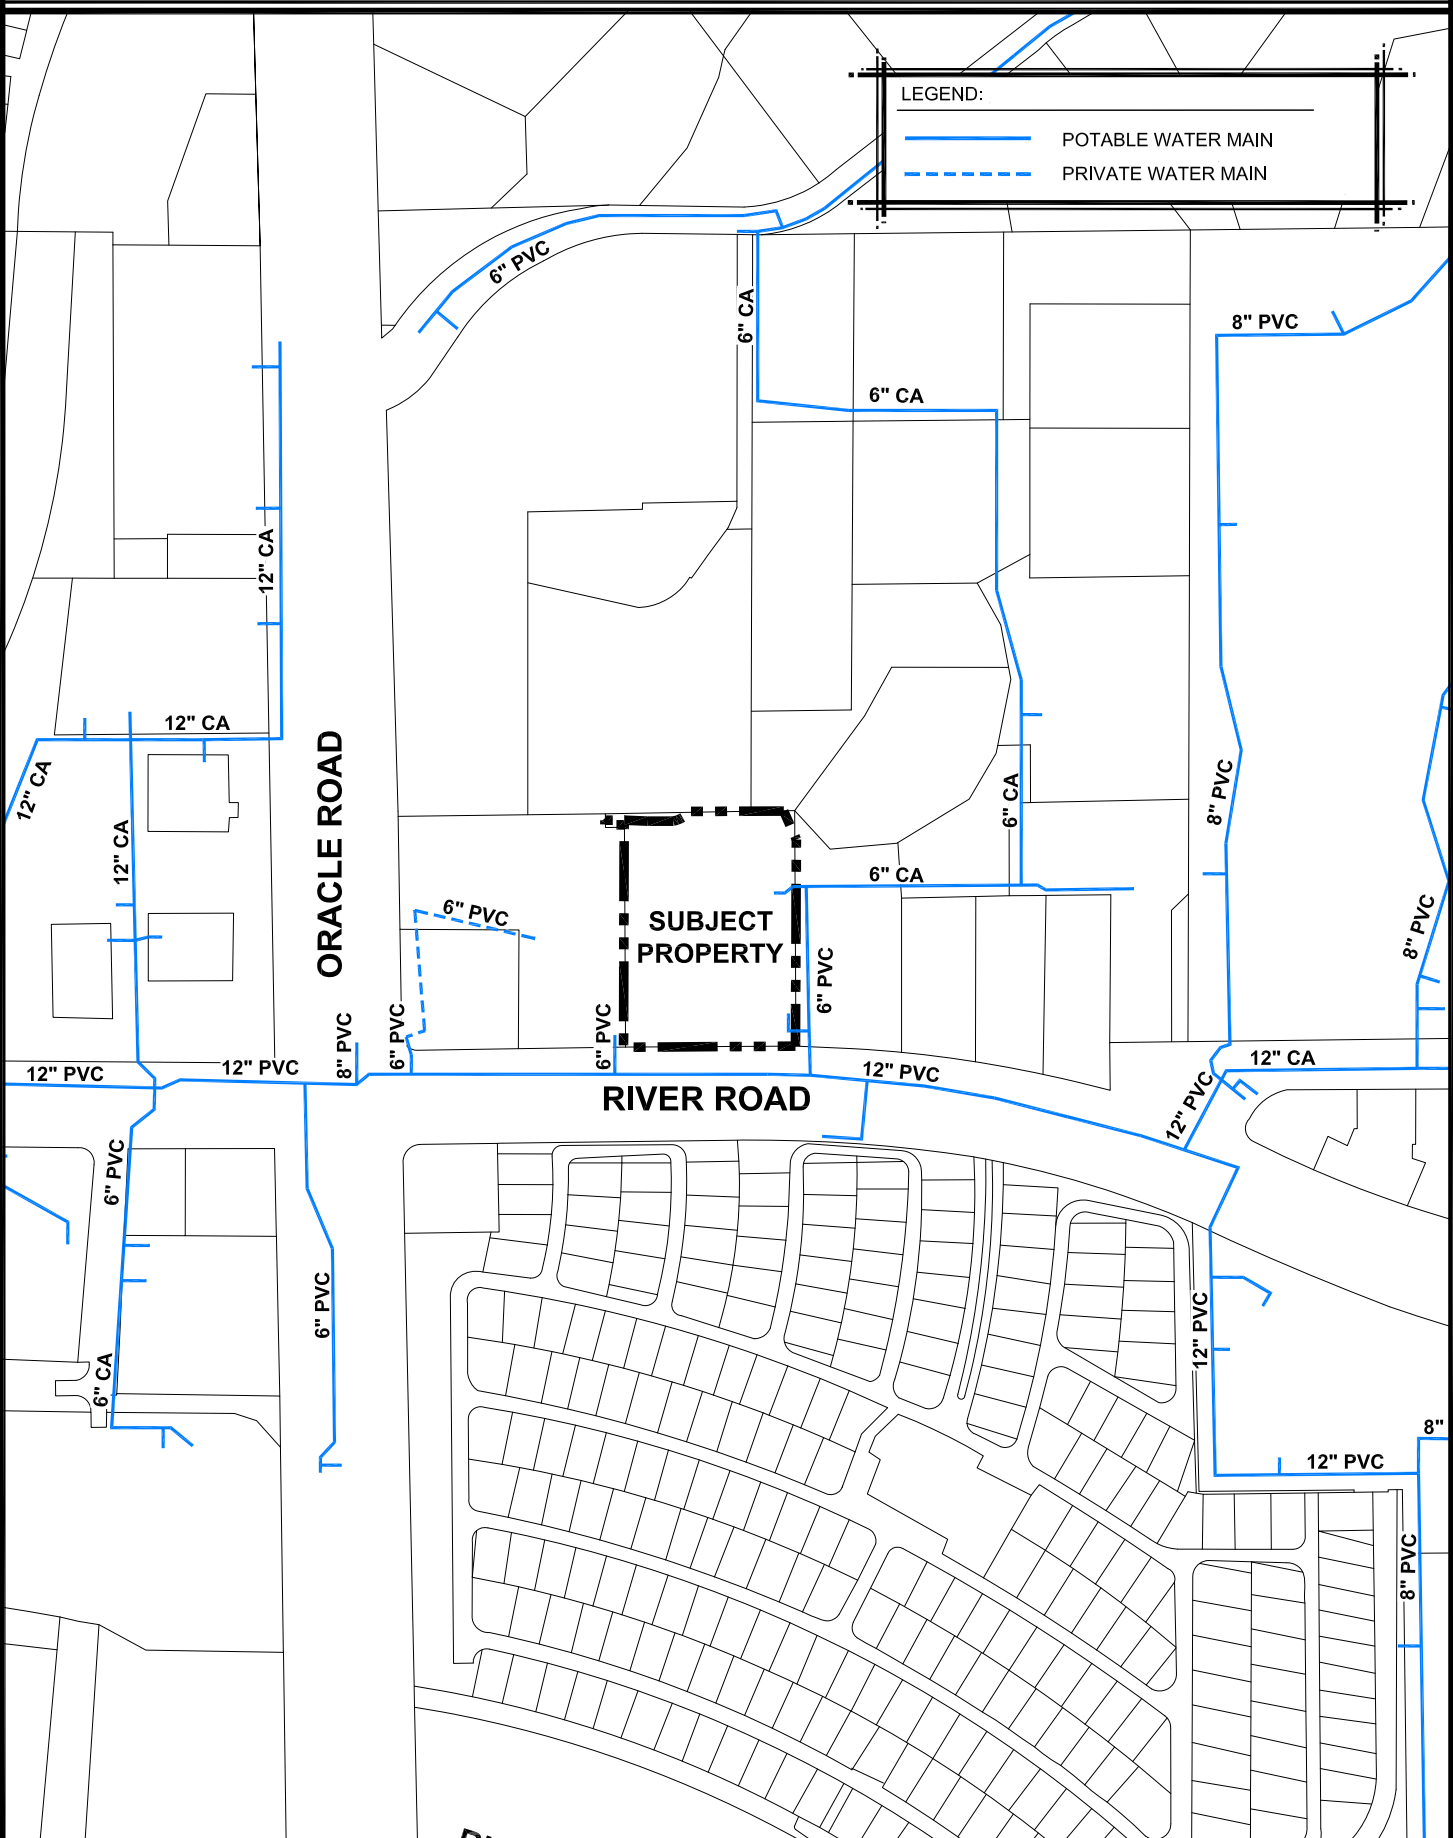 LEGEND:
POTABLE WATER MAIN
PRIVATE WATER MAIN
6" PVC
6" CA
8" PVC
6" CA
12" CA
12" CA
12" CA
12" CA
ORACLE ROAD
8" PVC
6" CA
6" CA
6" PVC
SUBJECT
PROPERTY
8" PVC
6" PVC
8" PVC
6" PVC
6" PVC
12" PVC
12" PVC
12" PVC
12" CA
RIVER ROAD
12" PVC
6" PVC
6" PVC
12" PVC
6" CA
8"
12" PVC
8" PVC